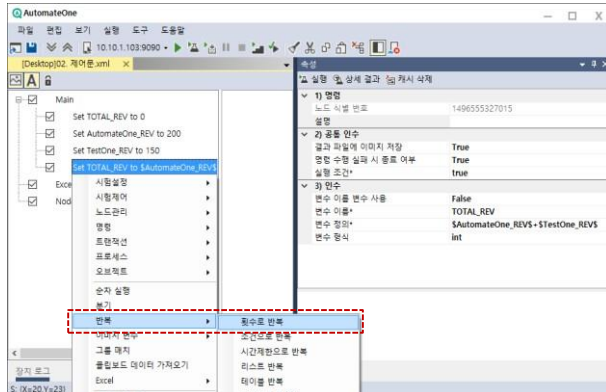 AutomateOne
파일 편집 보기 실행 도구 도움말
10.10.1.103:9090
[Desktop]02. 제어문.xml
속성
실행 상세 결과 캐시 삭제
Main
Set TOTAL_REV to 0
Set AutomateOne_REV to 200
Set TestOne_REV to 150
Set TOTAL_REV to $AutomateOne_REV$
Exce
Nod
1) 명령
노드 식별 번호 1496555327015
설명
2) 공통 인수
결과 파일에 이미지 저장 True
명령 수행 실패 시 종료 여부 True
실행 조건* true
3) 인수
변수 이름 변수 사용 False
변수 이름* TOTAL_REV
변수 정의* $AutomateOne_REV$+$TestOne_REV$
변수 형식 int
시험설정
시험제어
노드관리
명령
트랜잭션
프로세스
오브젝트
순차 실행
분기
반복
이미지 변수
그룹 매치
클립보드 데이터 가져오기
Excel
횟수로 반복
조건으로 반복
시간제한으로 반복
리스트 반복
테이블 반복
장치 로그
S: (X=20,Y=23)